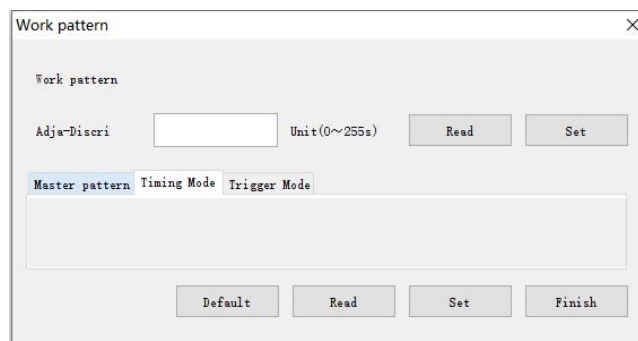 Work pattern
Work pattern
Adja-Discri Unit(0～255s) Read Set
Master pattern Timing Mode Trigger Mode
Default Read Set Finish